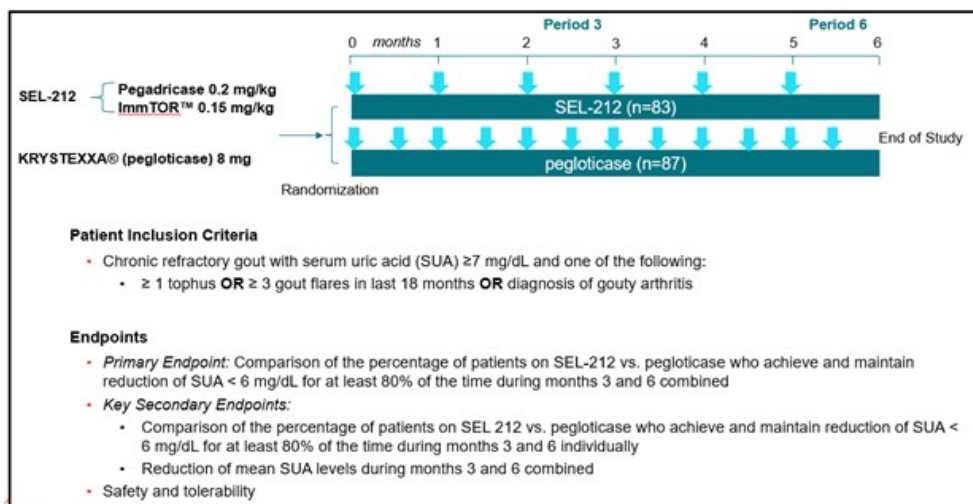 Period 3 Period 6
0 months 1 2 3 4 5 6
SEL-212 Pegadricase 0.2 mg/kg
ImmTOR™ 0.15 mg/kg
SEL-212 (n=83)
End of Study
KRYSTEXXA® (pegloticase) 8 mg
pegloticase (n=87)
Randomization
Patient Inclusion Criteria
• Chronic refractory gout with serum uric acid (SUA) ≥7 mg/dL and one of the following:
• ≥ 1 tophus OR ≥ 3 gout flares in last 18 months OR diagnosis of gouty arthritis
Endpoints
• Primary Endpoint: Comparison of the percentage of patients on SEL-212 vs. pegloticase who achieve and maintain
reduction of SUA < 6 mg/dL for at least 80% of the time during months 3 and 6 combined
• Key Secondary Endpoints:
• Comparison of the percentage of patients on SEL 212 vs. pegloticase who achieve and maintain reduction of SUA <
6 mg/dL for at least 80% of the time during months 3 and 6 individually
• Reduction of mean SUA levels during months 3 and 6 combined
• Safety and tolerability